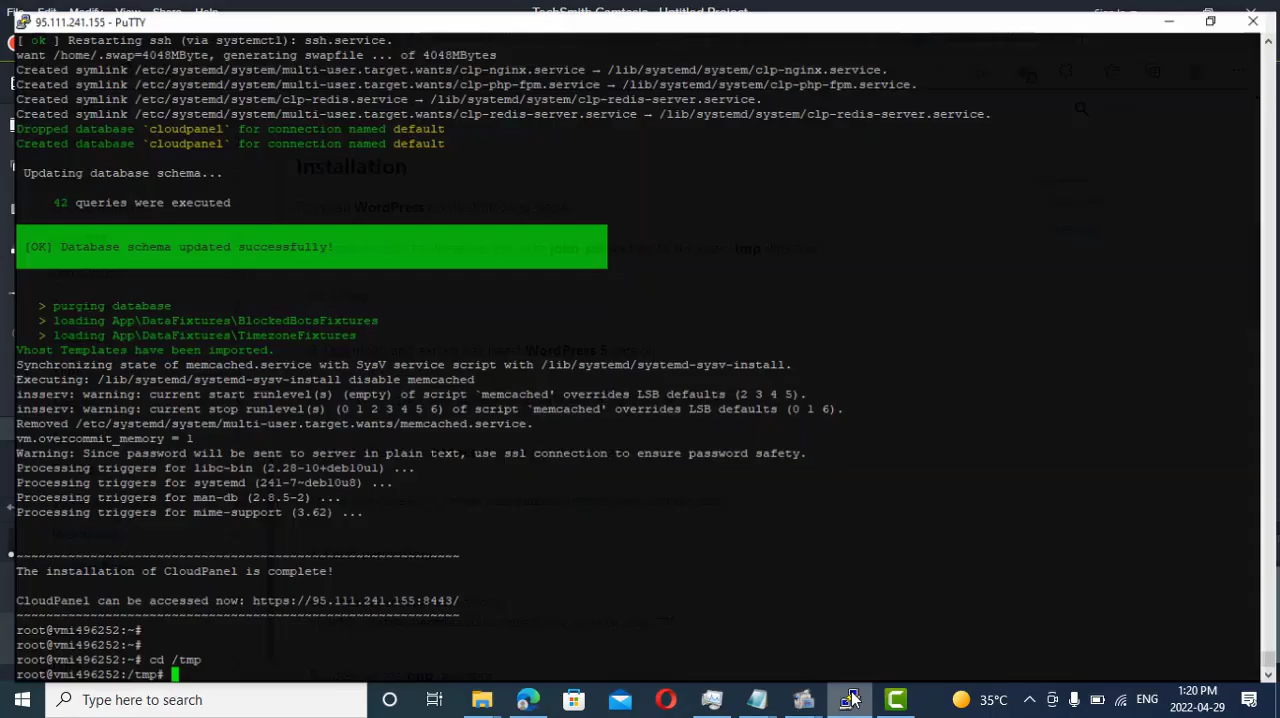 95.111.241.155 - PuTTY
[ ok ] Restarting ssh (via systemctl): ssh.service.
want /home/.swap=4048MByte, generating swapfile ... of 4048MBytes
Created symlink /etc/systemd/system/multi-user.target.wants/clp-nginx.service → /lib/systemd/system/clp-nginx.service.
Created symlink /etc/systemd/system/multi-user.target.wants/clp-php-fpm.service → /lib/systemd/system/clp-php-fpm.service.
Created symlink /etc/systemd/system/clp-redis.service → /lib/systemd/system/clp-redis-server.service.
Created symlink /etc/systemd/system/multi-user.target.wants/clp-redis-server.service → /lib/systemd/system/clp-redis-server.service.
Dropped database `cloudpanel` for connection named default
Created database `cloudpanel` for connection named default
Installation
Updating database schema...
42 queries were executed
WordPress
[OK] Database schema updated successfully!
> purging database
> loading App\DataFixtures\BlockedBotsFixtures
> loading App\DataFixtures\TimezoneFixtures
Vhost Templates have been imported.
WordPress 5
Synchronizing state of memcached.service with SysV service script with /lib/systemd/systemd-sysv-install.
Executing: /lib/systemd/systemd-sysv-install disable memcached
insserv: warning: current start runlevel(s) (empty) of script `memcached' overrides LSB defaults (2 3 4 5).
insserv: warning: current stop runlevel(s) (0 1 2 3 4 5 6) of script `memcached' overrides LSB defaults (0 1 6).
Removed /etc/systemd/system/multi-user.target.wants/memcached.service.
vm.overcommit_memory = 1
Warning: Since password will be sent to server in plain text, use ssl connection to ensure password safety.
Processing triggers for libc-bin (2.28-10+deb10u1) ...
Processing triggers for systemd (241-7~deb10u8) ...
Processing triggers for man-db (2.8.5-2) ...
Processing triggers for mime-support (3.62) ...
~~~~~~~~~~~~~~~~~~~~~~~~~~~~~~~~~~~~~~~~~~~~~~~~~~~~~~~~~~~~
The installation of CloudPanel is complete!
CloudPanel can be accessed now: https://95.111.241.155:8443/
~~~~~~~~~~~~~~~~~~~~~~~~~~~~~~~~~~~~~~~~~~~~~~~~~~~~~~~~~~~~
root@vmi496252:~#
root@vmi496252:~#
root@vmi496252:~# cd /tmp
root@vmi496252:/tmp#
Type here to search
35°C
ENG
1:20 PM
2022-04-29